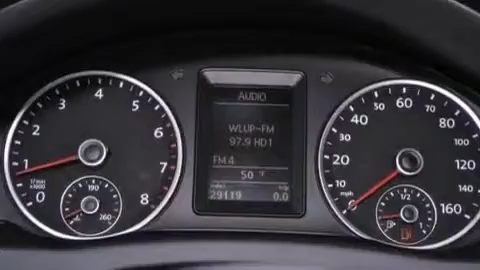 1
2
3
4
5
6
7
8
0
1/min
x1000
190
260
AUDIO
WLUP-FM
97.9 HD1
FM 4
50 °F
miles
trip
29119
0.0
10
20
30
40
50
60
70
80
100
120
140
160
mph
1/2